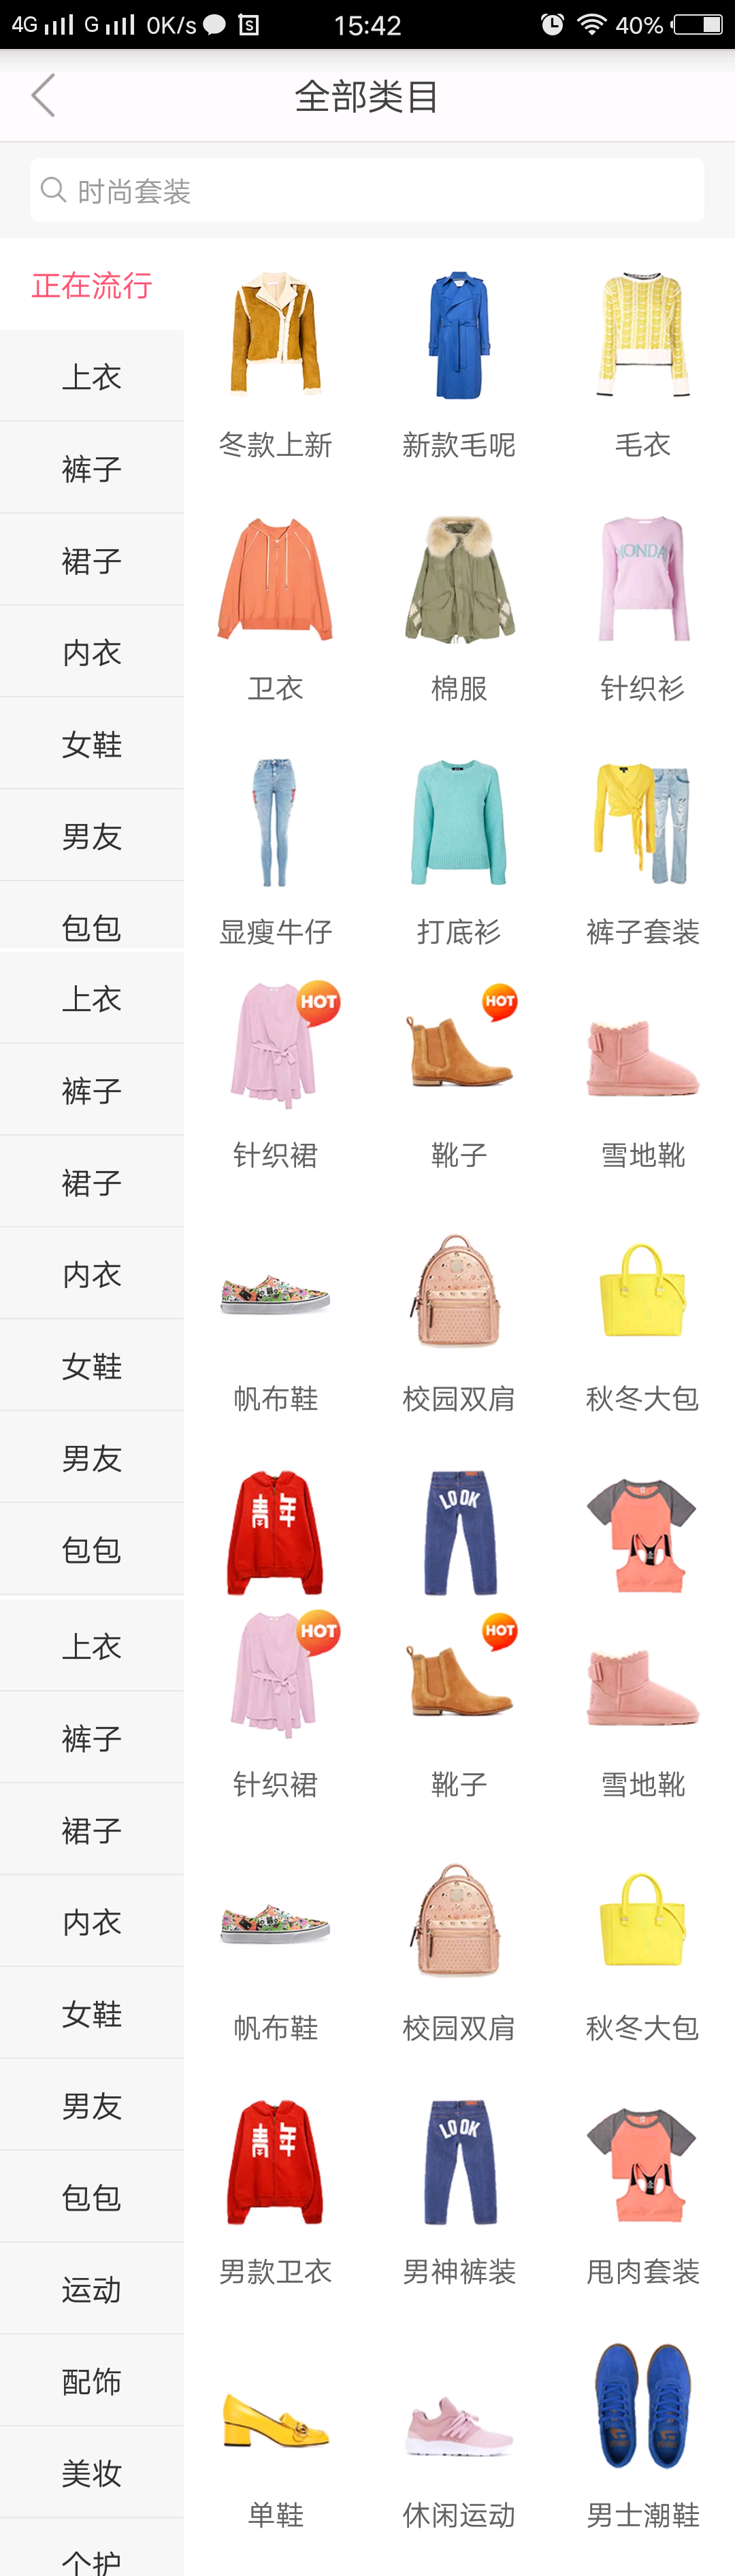 4G G 0K/s 15:42 40%
全部类目
时尚套装
正在流行
上衣
裤子
裙子
内衣
女鞋
男友
包包
冬款上新 新款毛呢 毛衣
MONDA
卫衣 棉服 针织衫
显瘦牛仔 打底衫 裤子套装
上衣
裤子
裙子
内衣
女鞋
男友
包包
HOT HOT
针织裙 靴子 雪地靴
帆布鞋 校园双肩 秋冬大包
青年 LOOK
上衣
裤子
裙子
内衣
女鞋
男友
包包
运动
配饰
美妆
个护
HOT HOT
针织裙 靴子 雪地靴
帆布鞋 校园双肩 秋冬大包
青年 LOOK
男款卫衣 男神裤装 甩肉套装
单鞋 休闲运动 男士潮鞋